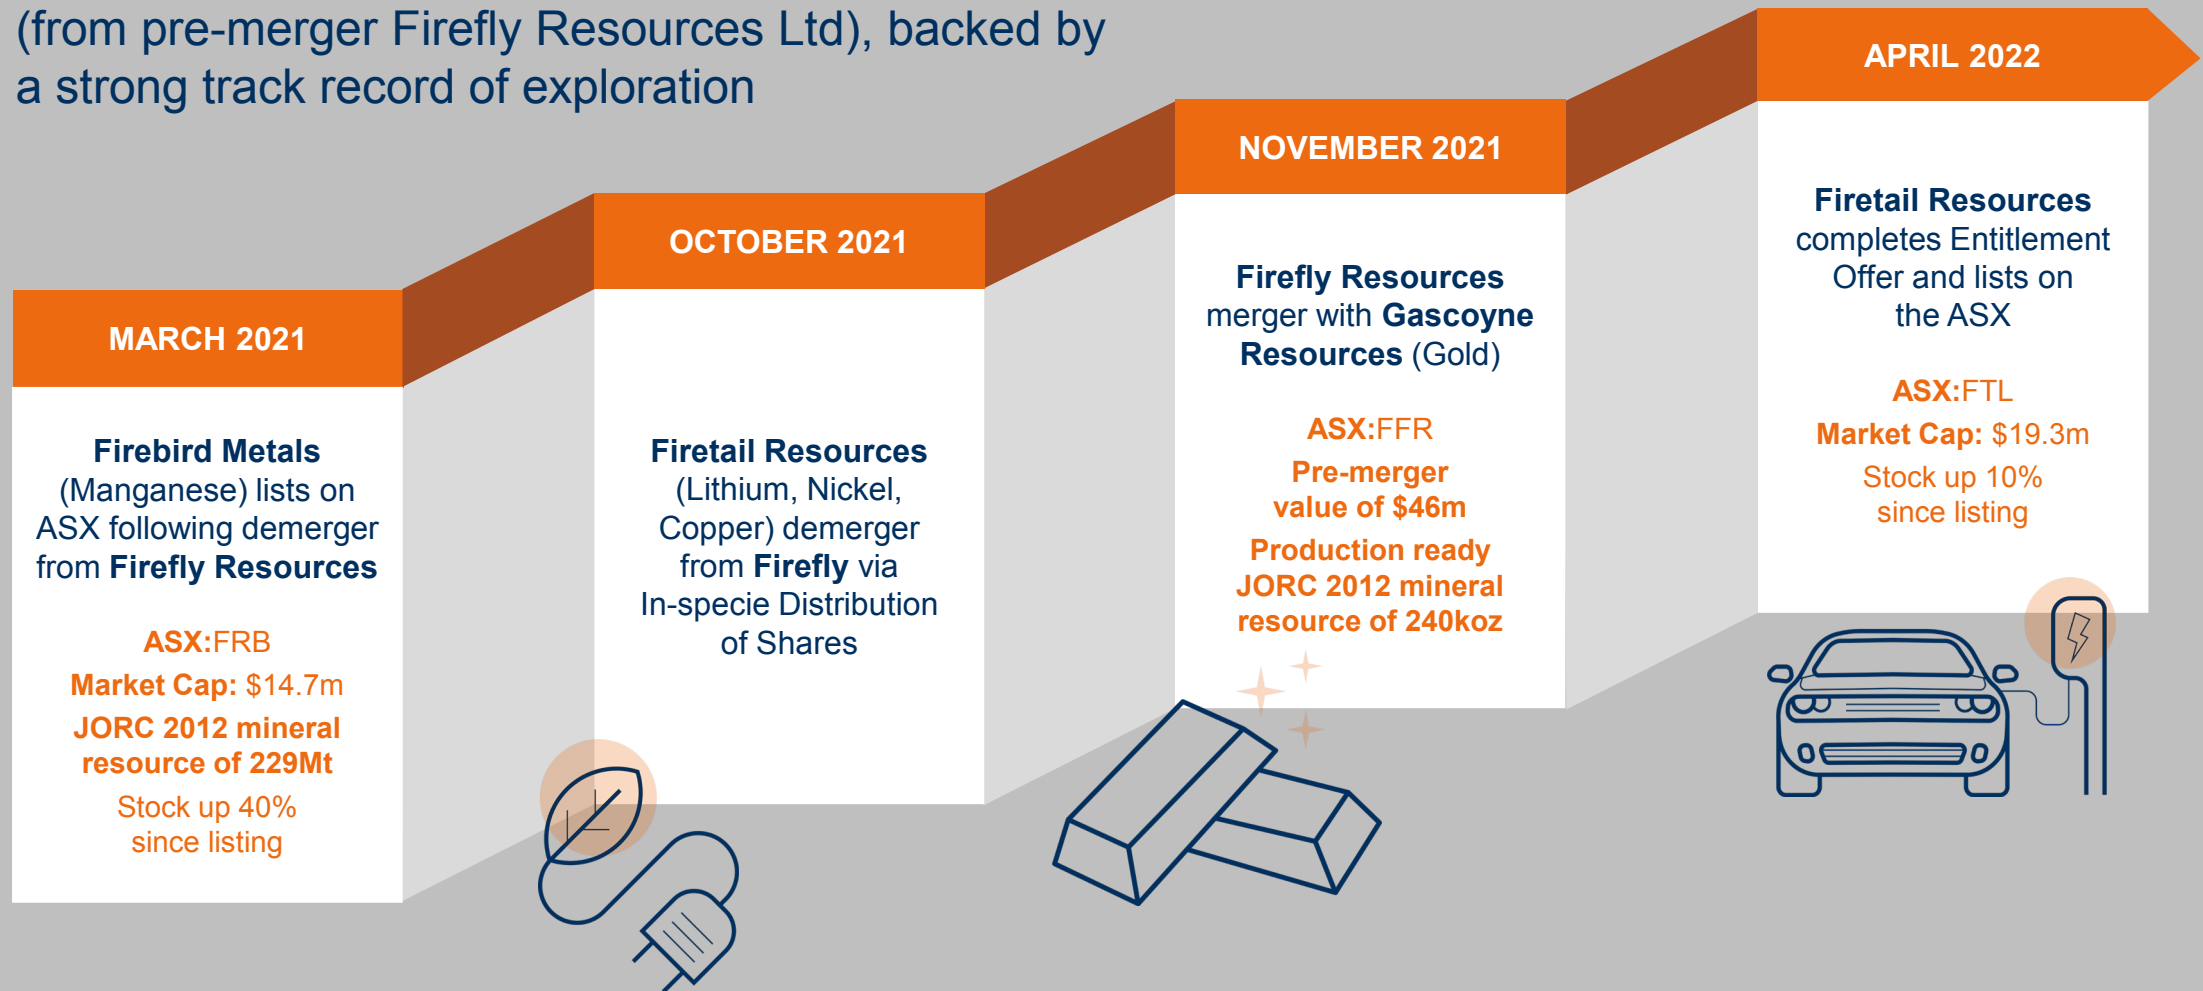 (from pre-merger Firefly Resources Ltd), backed by
a strong track record of exploration
MARCH 2021
Firebird Metals
(Manganese) lists on
ASX following demerger
from Firefly Resources
ASX:FRB
Market Cap: $14.7m
JORC 2012 mineral
resource of 229Mt
Stock up 40%
since listing
OCTOBER 2021
Firetail Resources
(Lithium, Nickel,
Copper) demerger
from Firefly via
In-specie Distribution
of Shares
NOVEMBER 2021
Firefly Resources
merger with Gascoyne
Resources (Gold)
ASX:FFR
Pre-merger
value of $46m
Production ready
JORC 2012 mineral
resource of 240koz
APRIL 2022
Firetail Resources
completes Entitlement
Offer and lists on
the ASX
ASX:FTL
Market Cap: $19.3m
Stock up 10%
since listing